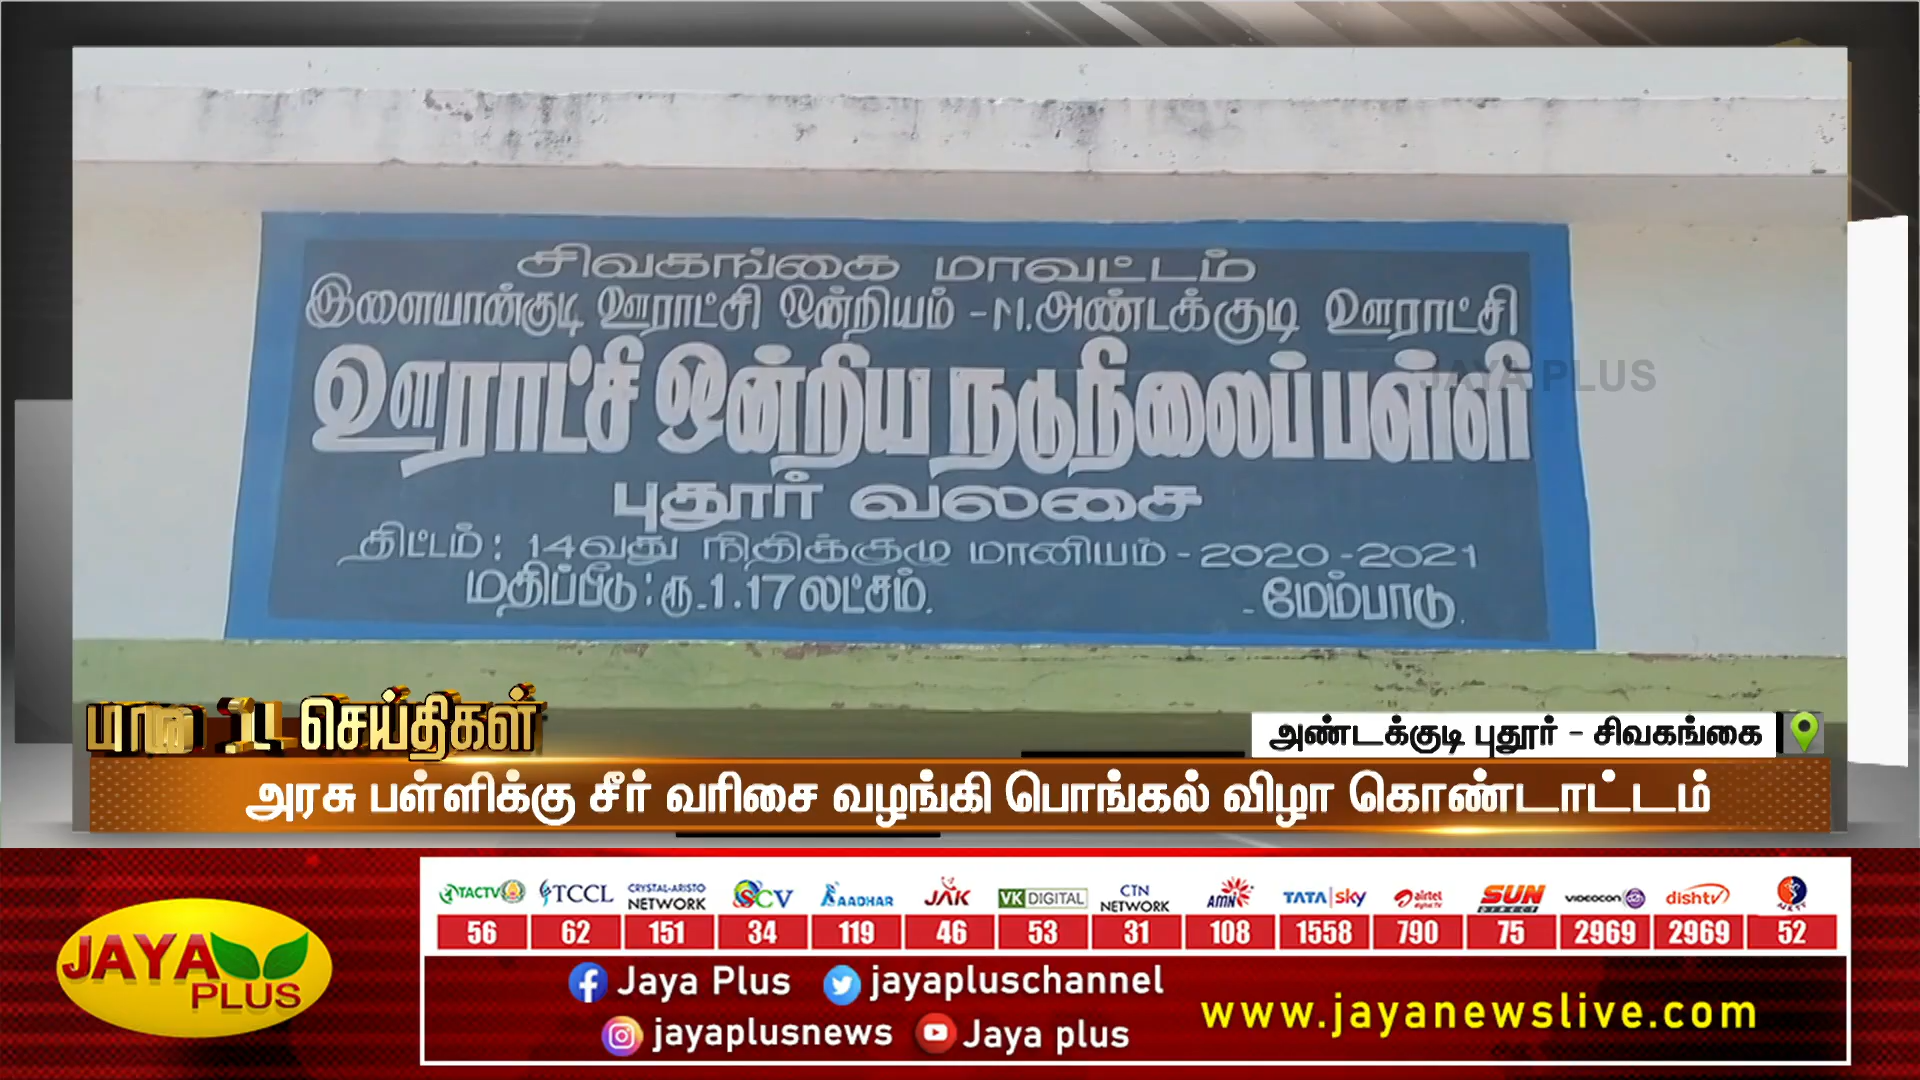 சிவகங்கை மாவட்டம்
இளையான்குடி ஊராட்சி ஒன்றியம் - N.அண்டக்குடி ஊராட்சி
ஊராட்சி ஒன்றிய நடுநிலைப் பள்ளி
JAYA PLUS
புதூர் வலசை
திட்டம் : 14வது நிதிக்குழு மானியம் - 2020 - 2021
மதிப்பீடு : ரூ.1.17 லட்சம். - மேம்பாடு.
செய்திகள்
அண்டக்குடி புதூர் - சிவகங்கை
அரசு பள்ளிக்கு சீர் வரிசை வழங்கி பொங்கல் விழா கொண்டாட்டம்
TACTV TCCL CRYSTAL-ARISTO NETWORK SCV AADHAR JAK VK DIGITAL CTN NETWORK AMN TATA sky airtel digital TV SUN DIRECT VIDEOCON dishtv NETT
56 62 151 34 119 46 53 31 108 1558 790 75 2969 2969 52
JAYA PLUS
Jaya Plus jayapluschannel
jayaplusnews Jaya plus
www.jayanewslive.com